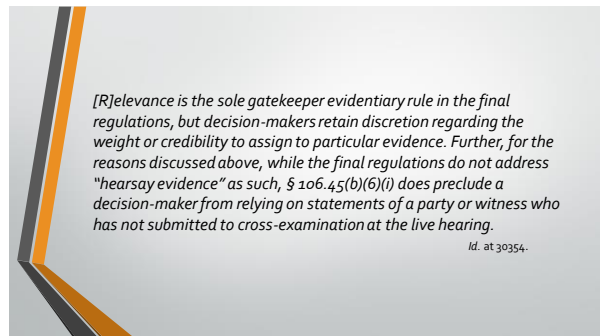 [R]elevance is the sole gatekeeper evidentiary rule in the final
regulations, but decision-makers retain discretion regarding the
weight or credibility to assign to particular evidence. Further, for the
reasons discussed above, while the final regulations do not address
“hearsay evidence” as such, § 106.45(b)(6)(i) does preclude a
decision-maker from relying on statements of a party or witness who
has not submitted to cross-examination at the live hearing.
Id. at 30354.